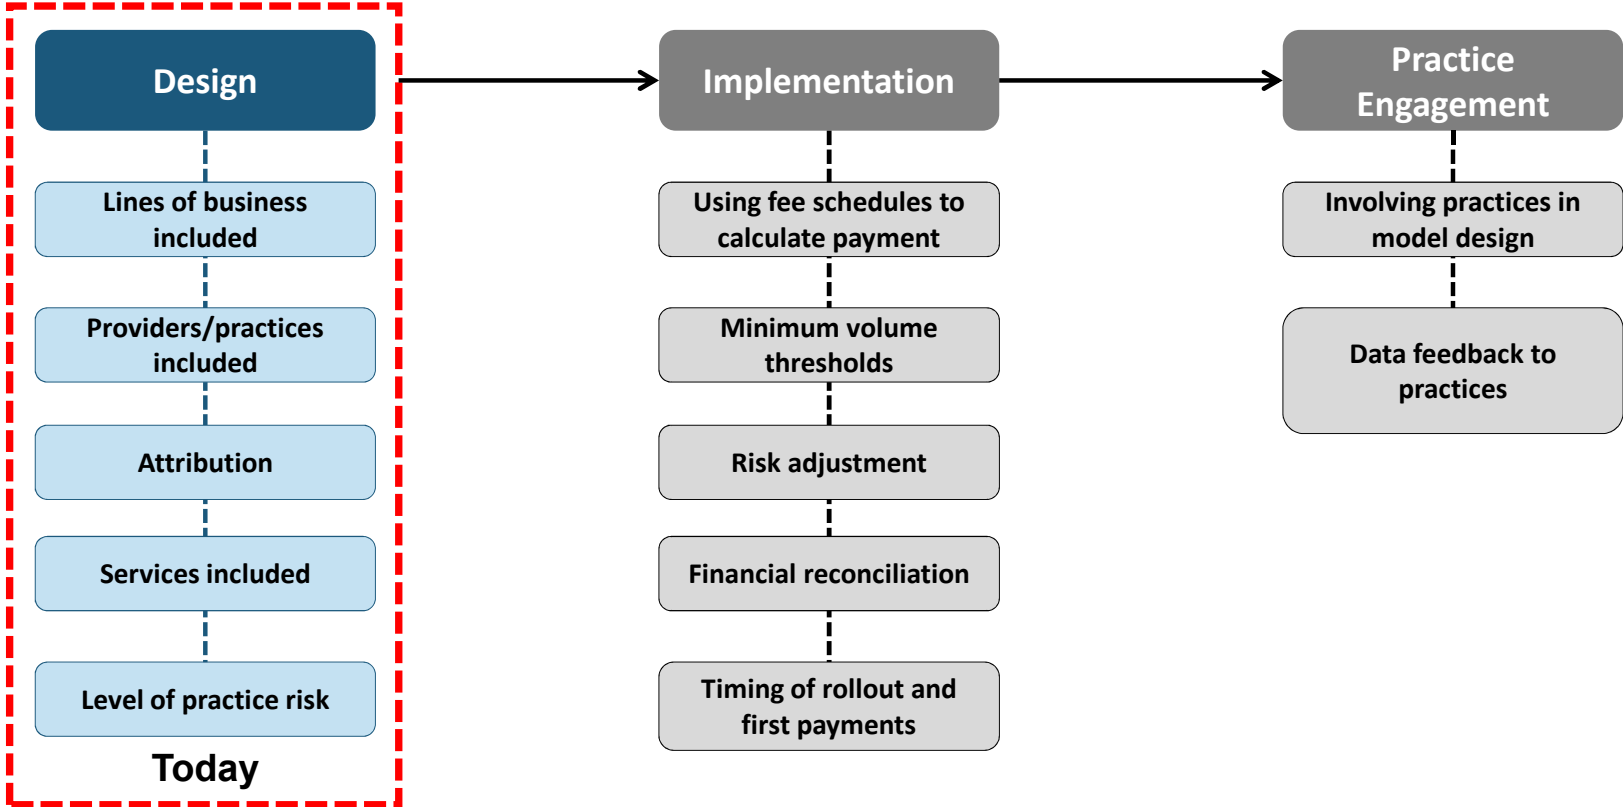 Design
Lines of business
included
Providers/practices
included
Attribution
Services included
Level of practice risk
Today
Implementation
Using fee schedules to
calculate payment
Minimum volume
thresholds
Risk adjustment
Financial reconciliation
Timing of rollout and
first payments
Practice
Engagement
Involving practices in
model design
Data feedback to
practices